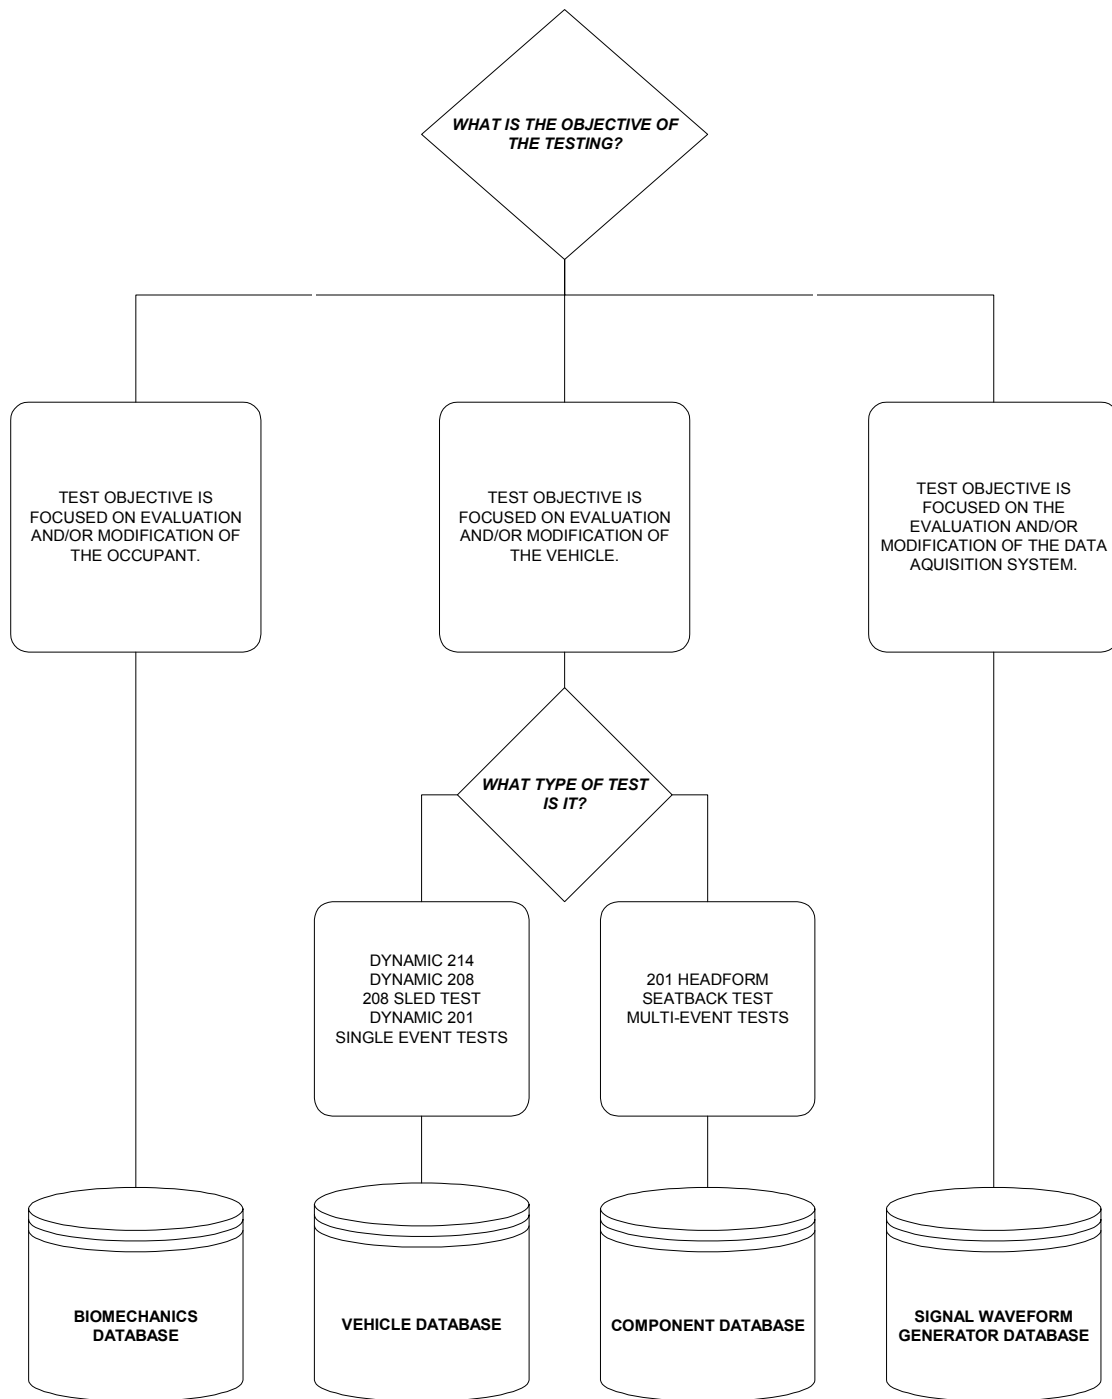 WHAT IS THE OBJECTIVE OF
THE TESTING?
TEST OBJECTIVE IS
FOCUSED ON EVALUATION
AND/OR MODIFICATION OF
THE OCCUPANT.
TEST OBJECTIVE IS
FOCUSED ON EVALUATION
AND/OR MODIFICATION OF
THE VEHICLE.
TEST OBJECTIVE IS
FOCUSED ON THE
EVALUATION AND/OR
MODIFICATION OF THE DATA
AQUISITION SYSTEM.
WHAT TYPE OF TEST
IS IT?
DYNAMIC 214
DYNAMIC 208
208 SLED TEST
DYNAMIC 201
SINGLE EVENT TESTS
201 HEADFORM
SEATBACK TEST
MULTI-EVENT TESTS
BIOMECHANICS
DATABASE
VEHICLE DATABASE
COMPONENT DATABASE
SIGNAL WAVEFORM
GENERATOR DATABASE